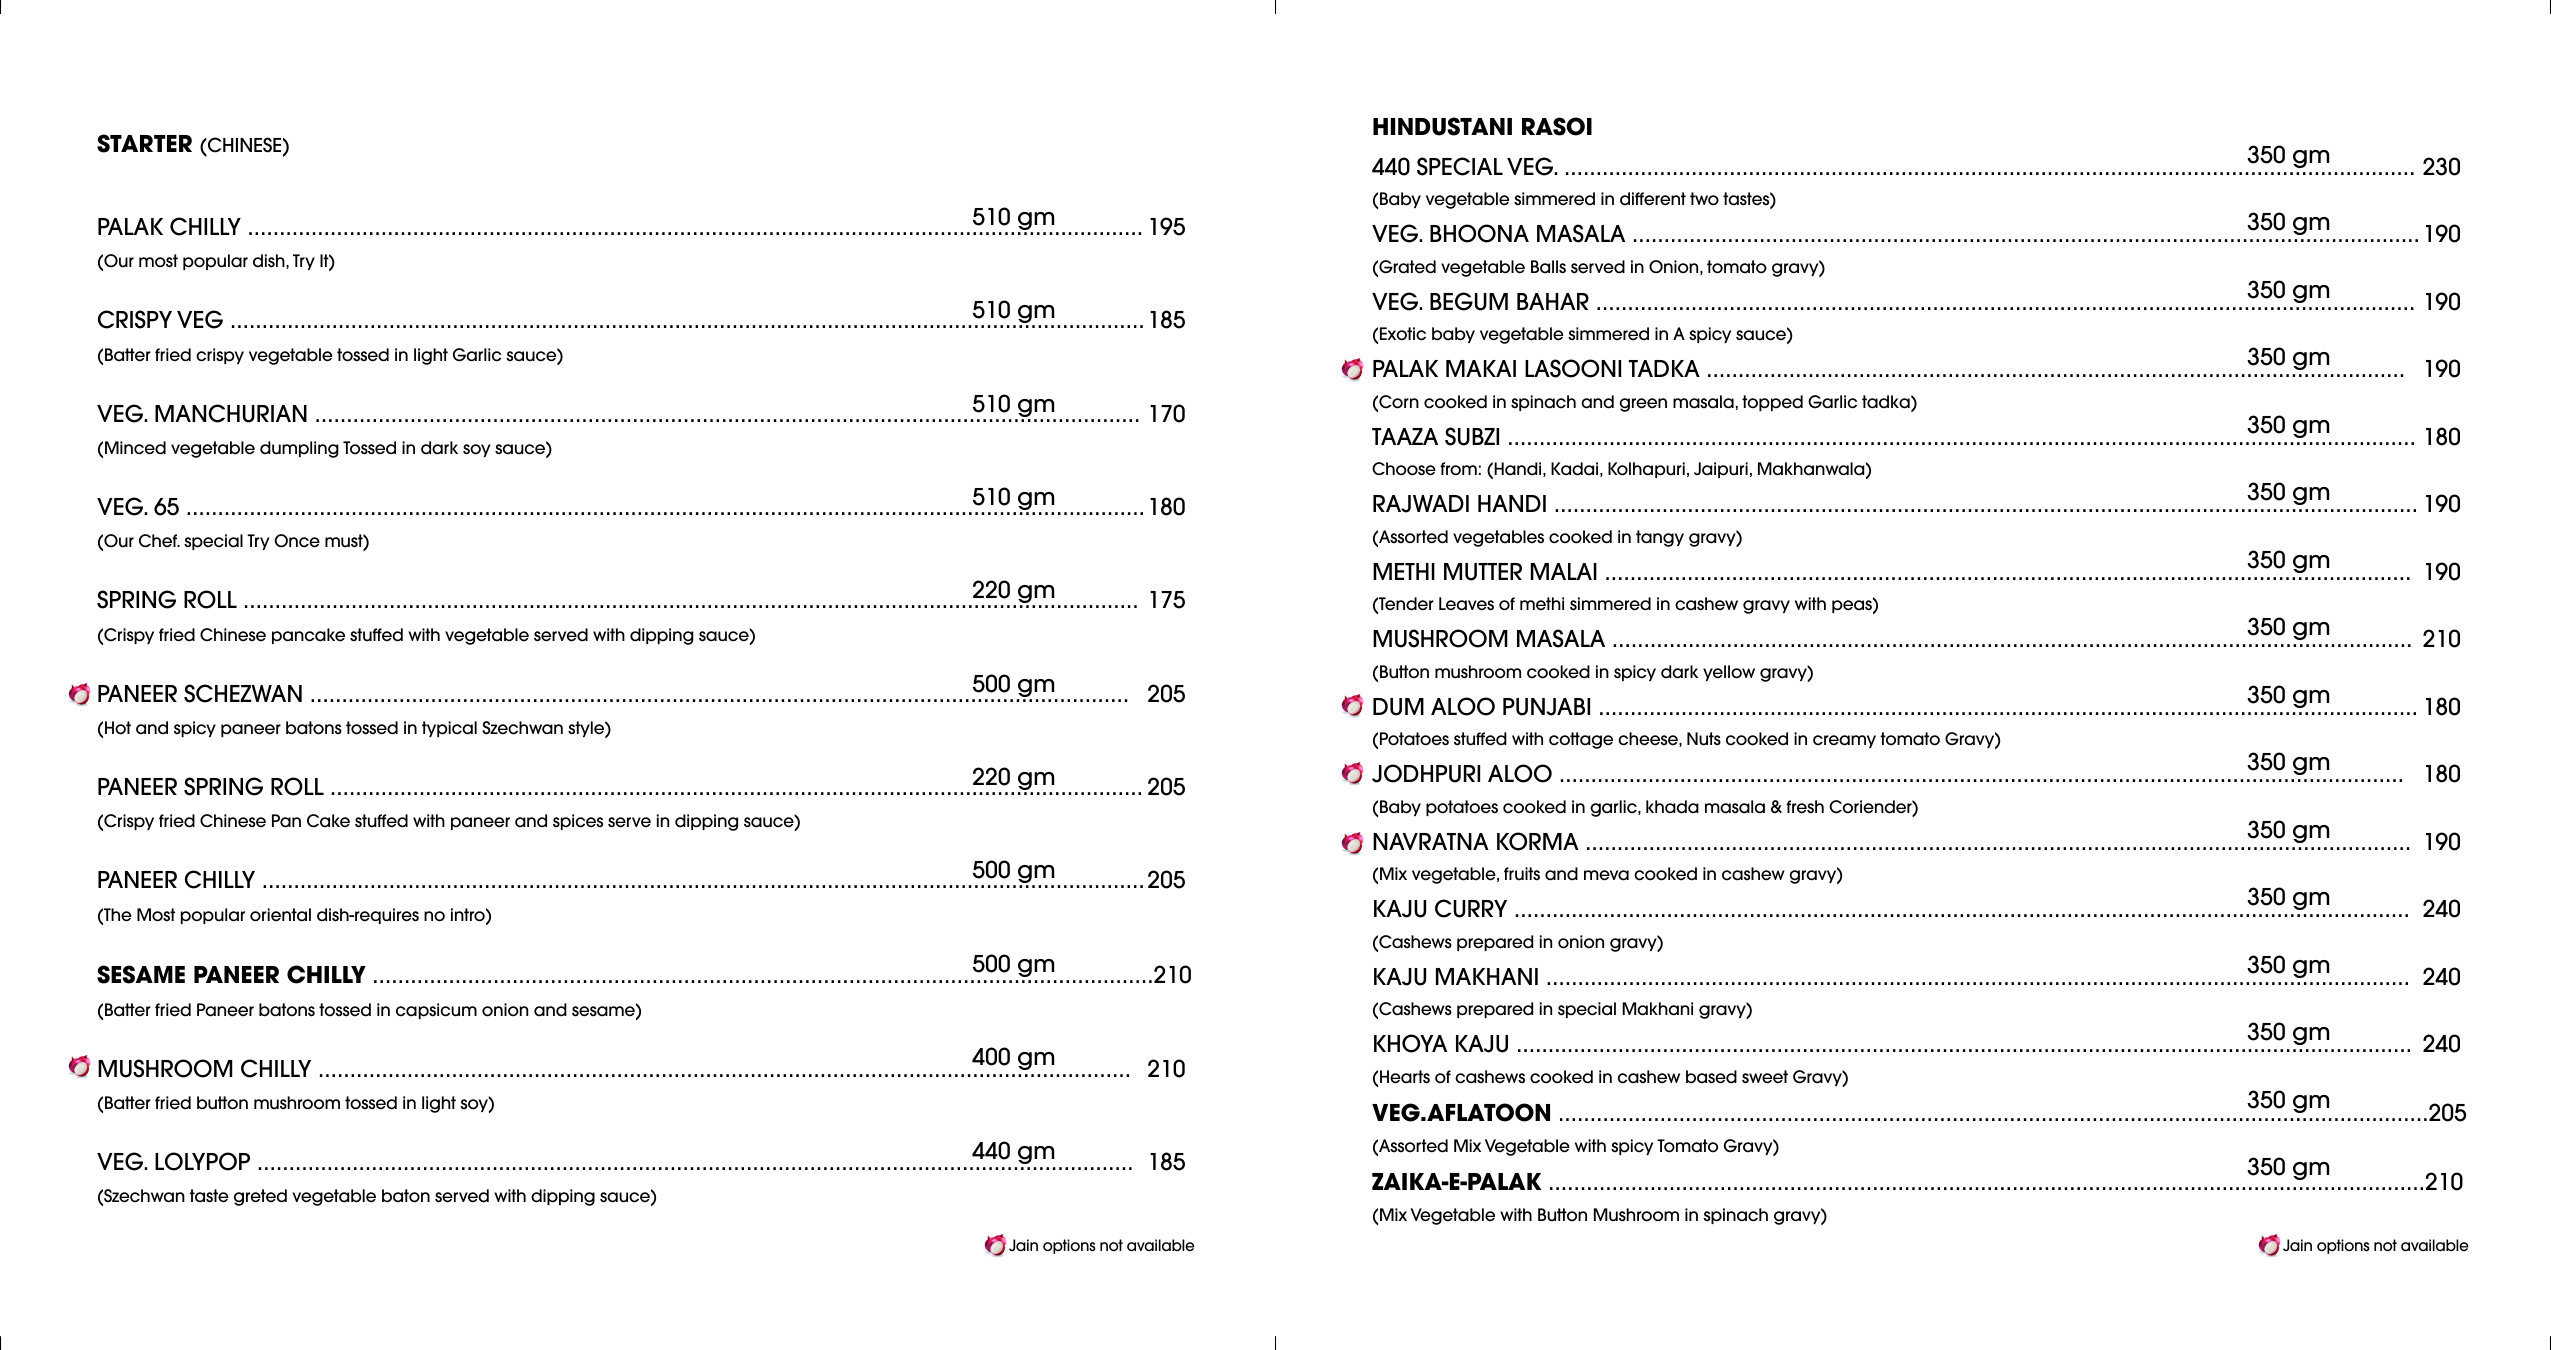 STARTER (CHINESE)
PALAK CHILLY ........ 510 gm ........ 195
(Our most popular dish, Try It)
CRISPY VEG ........ 510 gm ........ 185
(Batter fried crispy vegetable tossed in light Garlic sauce)
VEG. MANCHURIAN ........ 510 gm ........ 170
(Minced vegetable dumpling Tossed in dark soy sauce)
VEG. 65 ........ 510 gm ........ 180
(Our Chef. special Try Once must)
SPRING ROLL ........ 220 gm ........ 175
(Crispy fried Chinese pancake stuffed with vegetable served with dipping sauce)
PANEER SCHEZWAN ........ 500 gm ........ 205
(Hot and spicy paneer batons tossed in typical Szechwan style)
PANEER SPRING ROLL ........ 220 gm ........ 205
(Crispy fried Chinese Pan Cake stuffed with paneer and spices serve in dipping sauce)
PANEER CHILLY ........ 500 gm ........ 205
(The Most popular oriental dish-requires no intro)
SESAME PANEER CHILLY ........ 500 gm ........ 210
(Batter fried Paneer batons tossed in capsicum onion and sesame)
MUSHROOM CHILLY ........ 400 gm ........ 210
(Batter fried button mushroom tossed in light soy)
VEG. LOLYPOP ........ 440 gm ........ 185
(Szechwan taste greted vegetable baton served with dipping sauce)
Jain options not available
HINDUSTANI RASOI
440 SPECIAL VEG. ........ 350 gm ........ 230
(Baby vegetable simmered in different two tastes)
VEG. BHOONA MASALA ........ 350 gm ........ 190
(Grated vegetable Balls served in Onion, tomato gravy)
VEG. BEGUM BAHAR ........ 350 gm ........ 190
(Exotic baby vegetable simmered in A spicy sauce)
PALAK MAKAI LASOONI TADKA ........ 350 gm ........ 190
(Corn cooked in spinach and green masala, topped Garlic tadka)
TAAZA SUBZI ........ 350 gm ........ 180
Choose from: (Handi, Kadai, Kolhapuri, Jaipuri, Makhanwala)
RAJWADI HANDI ........ 350 gm ........ 190
(Assorted vegetables cooked in tangy gravy)
METHI MUTTER MALAI ........ 350 gm ........ 190
(Tender Leaves of methi simmered in cashew gravy with peas)
MUSHROOM MASALA ........ 350 gm ........ 210
(Button mushroom cooked in spicy dark yellow gravy)
DUM ALOO PUNJABI ........ 350 gm ........ 180
(Potatoes stuffed with cottage cheese, Nuts cooked in creamy tomato Gravy)
JODHPURI ALOO ........ 350 gm ........ 180
(Baby potatoes cooked in garlic, khada masala & fresh Coriender)
NAVRATNA KORMA ........ 350 gm ........ 190
(Mix vegetable, fruits and meva cooked in cashew gravy)
KAJU CURRY ........ 350 gm ........ 240
(Cashews prepared in onion gravy)
KAJU MAKHANI ........ 350 gm ........ 240
(Cashews prepared in special Makhani gravy)
KHOYA KAJU ........ 350 gm ........ 240
(Hearts of cashews cooked in cashew based sweet Gravy)
VEG.AFLATOON ........ 350 gm ........ 205
(Assorted Mix Vegetable with spicy Tomato Gravy)
ZAIKA-E-PALAK ........ 350 gm ........ 210
(Mix Vegetable with Button Mushroom in spinach gravy)
Jain options not available